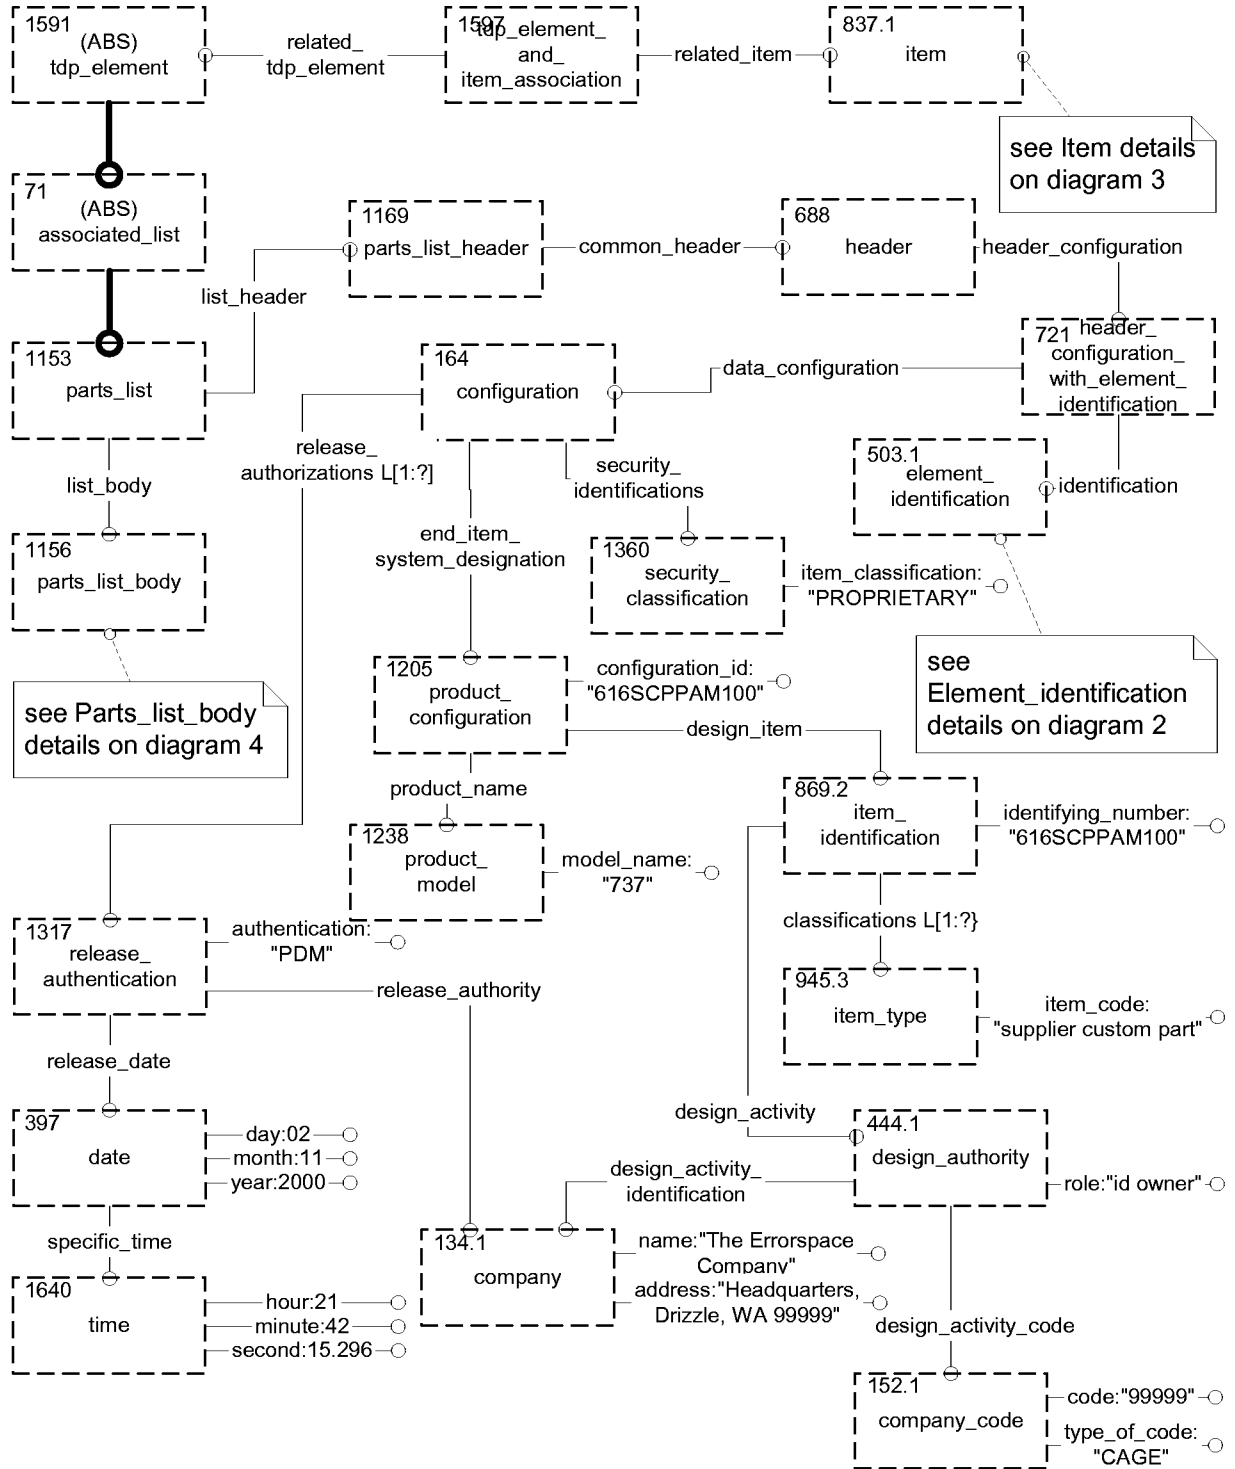 1591
(ABS)
tdp_element
related_
tdp_element
1597
tdp_element_
and_
item_association
related_item
837.1
item
see Item details
on diagram 3
71
(ABS)
associated_list
1169
parts_list_header
common_header
688
header
header_configuration
list_header
1153
parts_list
164
configuration
data_configuration
721
header_
configuration_
with_element_
identification
release_
authorizations L[1:?]
security_
identifications
503.1
element_
identification
identification
list_body
end_item_
system_designation
1156
parts_list_body
1360
security_
classification
item_classification:
"PROPRIETARY"
see
Element_identification
details on diagram 2
see Parts_list_body
details on diagram 4
1205
product_
configuration
configuration_id:
"616SCPPAM100"
design_item
product_name
869.2
item_
identification
identifying_number:
"616SCPPAM100"
1238
product_
model
model_name:
"737"
classifications L[1:?}
1317
release_
authentication
authentication:
"PDM"
release_authority
945.3
item_type
item_code:
"supplier custom part"
release_date
design_activity
397
date
day:02
month:11
year:2000
444.1
design_authority
role:"id owner"
design_activity_
identification
specific_time
134.1
company
name:"The Errorspace
Company"
address:"Headquarters,
Drizzle, WA 99999"
1640
time
hour:21
minute:42
second:15.296
design_activity_code
152.1
company_code
code:"99999"
type_of_code:
"CAGE"